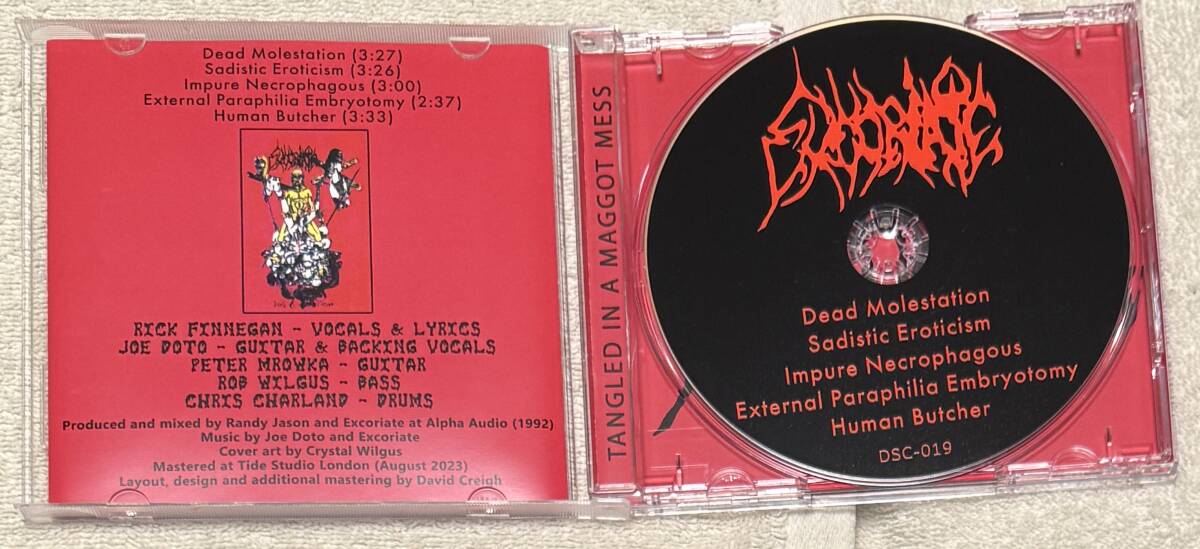 Dead Molestation (3:27)
Sadistic Eroticism (3:26)
Impure Necrophagous (3:00)
External Paraphilia Embryotomy (2:37)
Human Butcher (3:33)
EXCORIATE
RICK FINNEGAN - VOCALS & LYRICS
JOE DOTO - GUITAR & BACKING VOCALS
PETER MROWKA - GUITAR
ROB WILGUS - BASS
CHRIS CHARLAND - DRUMS
Produced and mixed by Randy Jason and Excoriate at Alpha Audio (1992)
Music by Joe Doto and Excoriate
Cover art by Crystal Wilgus
Mastered at Tide Studio London (August 2023)
Layout, design and additional mastering by David Creigh
TANGLED IN A MAGGOT MESS
EXCORIATE
Dead Molestation
Sadistic Eroticism
Impure Necrophagous
External Paraphilia Embryotomy
Human Butcher
DSC-019